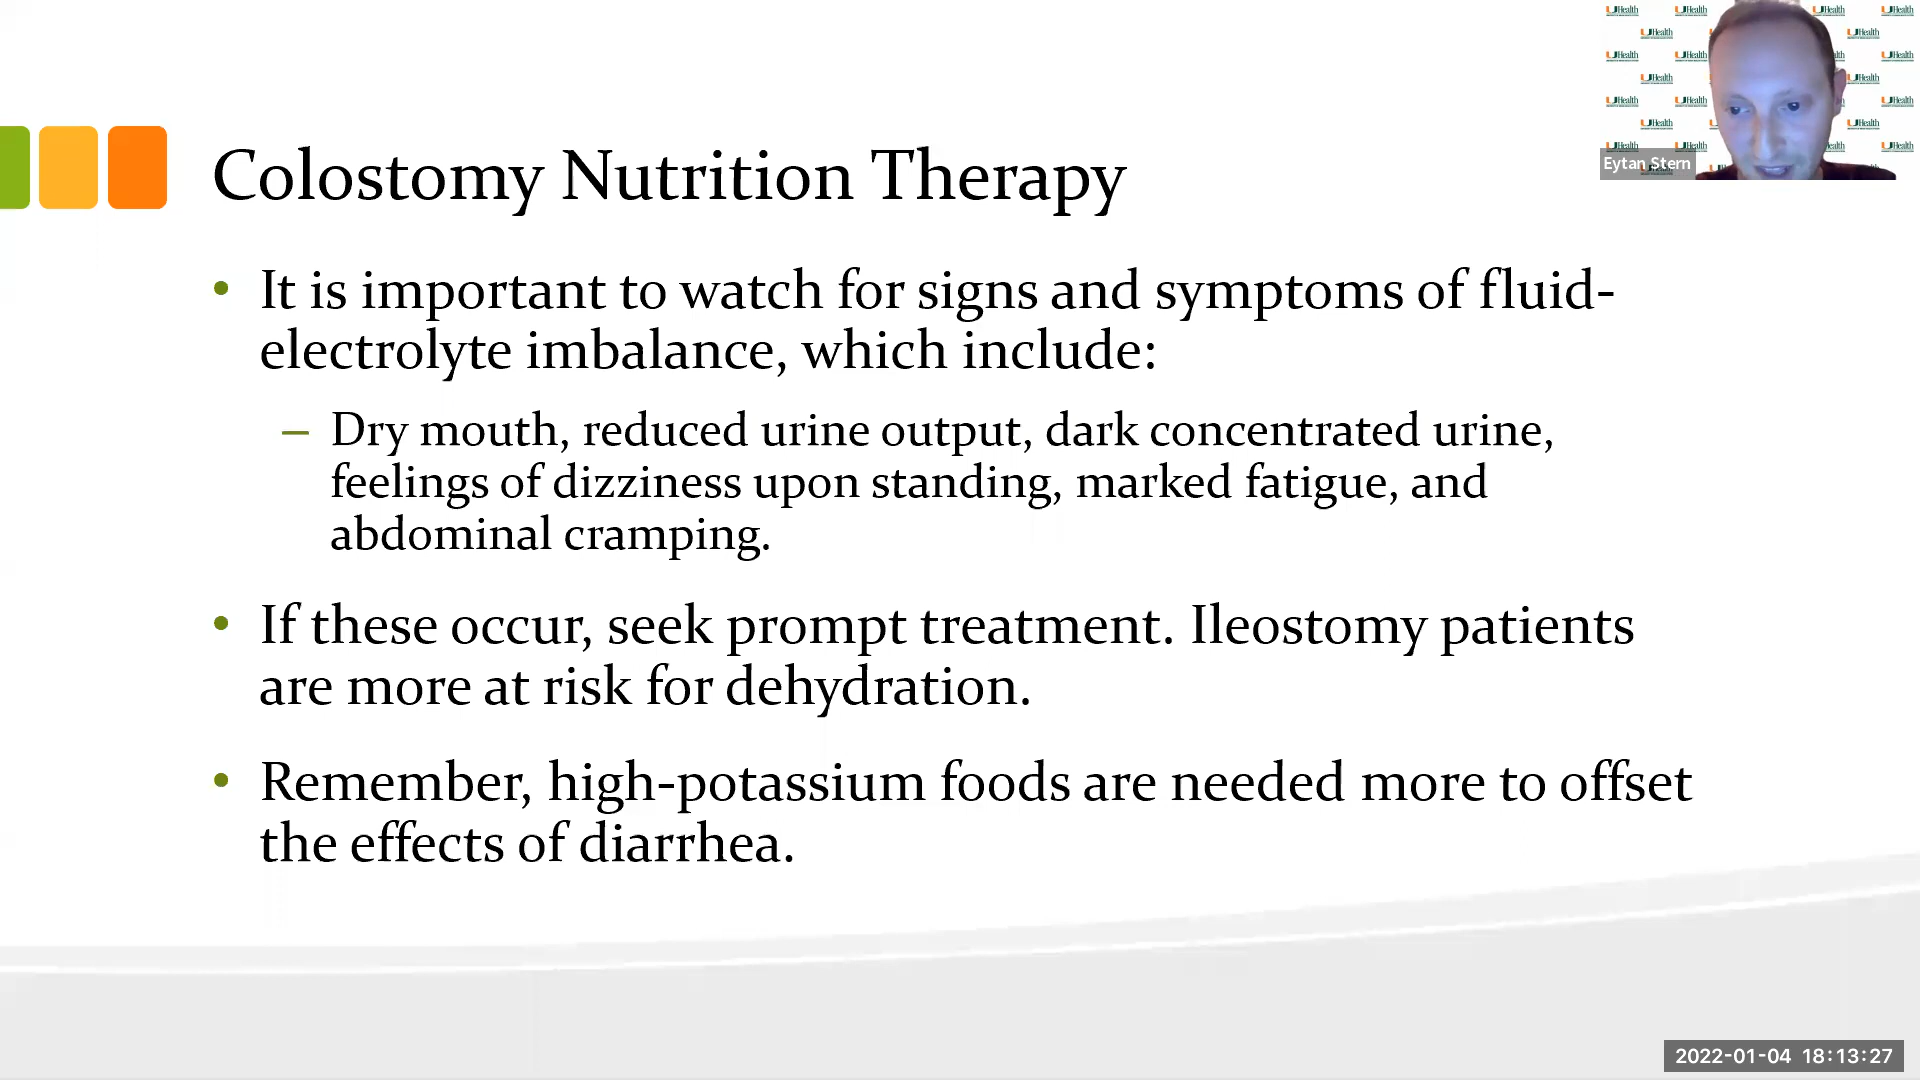 Colostomy Nutrition Therapy
• It is important to watch for signs and symptoms of fluid-
electrolyte imbalance, which include:
– Dry mouth, reduced urine output, dark concentrated urine,
feelings of dizziness upon standing, marked fatigue, and
abdominal cramping.
• If these occur, seek prompt treatment. Ileostomy patients
are more at risk for dehydration.
• Remember, high-potassium foods are needed more to offset
the effects of diarrhea.
UHealth
Eytan Stern
2022-01-04 18:13:27